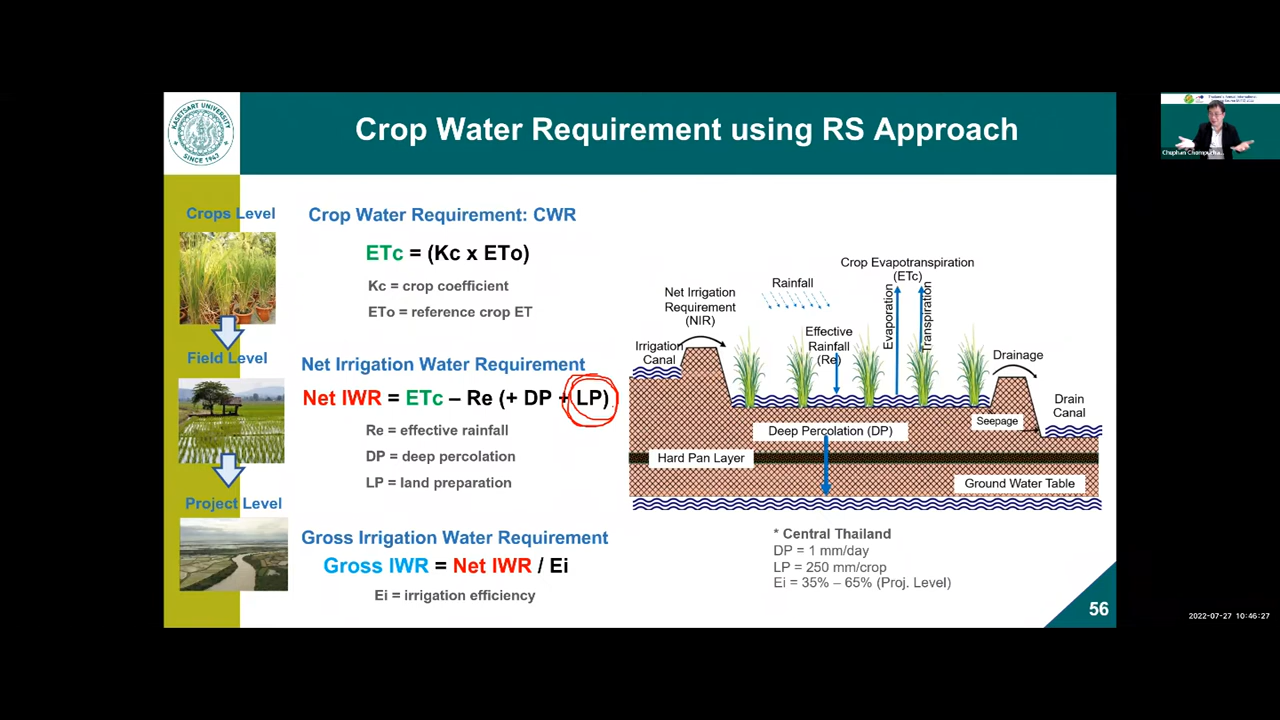 KASETSART UNIVERSITY
SINCE 1943
Crop Water Requirement using RS Approach
Crops Level
Crop Water Requirement: CWR
ETc = (Kc x ETo)
Kc = crop coefficient
ETo = reference crop ET
Field Level
Net Irrigation Water Requirement
Net IWR = ETc – Re (+ DP + LP)
Re = effective rainfall
DP = deep percolation
LP = land preparation
Project Level
Gross Irrigation Water Requirement
Gross IWR = Net IWR / Ei
Ei = irrigation efficiency
Crop Evapotranspiration
(ETc)
Rainfall
Net Irrigation
Requirement
(NIR)
Effective
Rainfall
(Re)
Evaporation
Transpiration
Irrigation
Canal
Drainage
Drain
Canal
Seepage
Deep Percolation (DP)
Hard Pan Layer
Ground Water Table
* Central Thailand
DP = 1 mm/day
LP = 250 mm/crop
Ei = 35% – 65% (Proj. Level)
56
2022-07-27 10:46:27